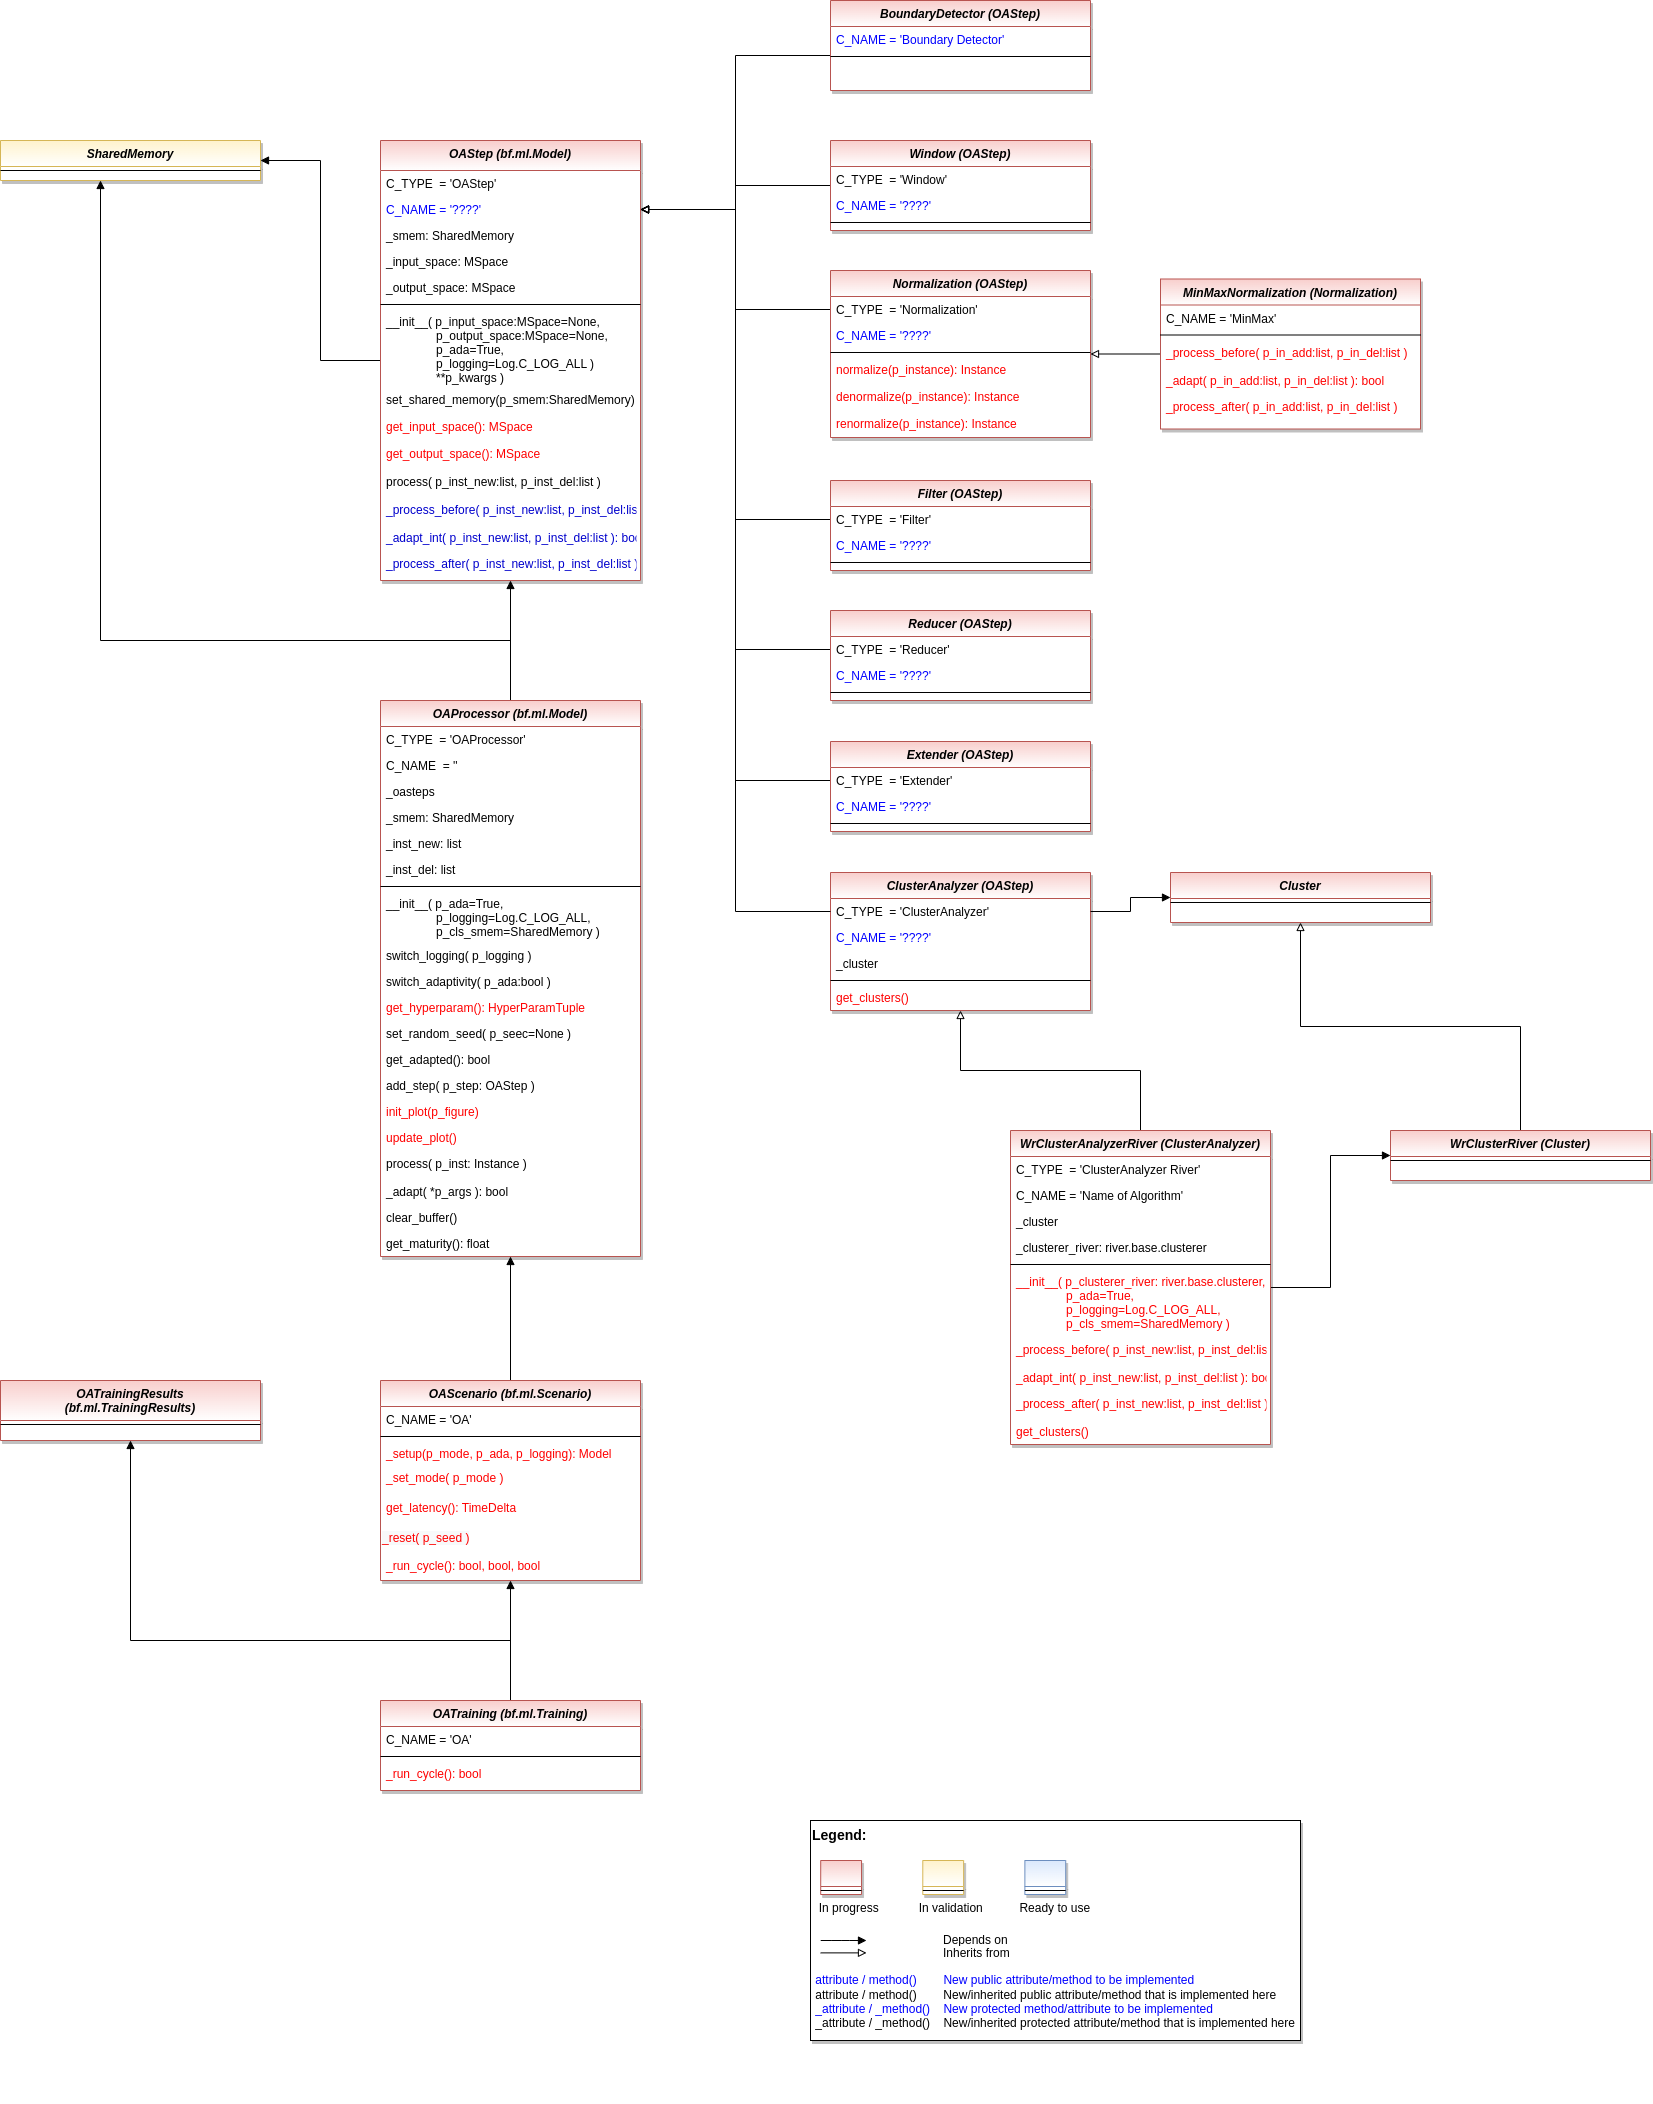 BoundaryDetector (OAStep)
C_NAME = 'Boundary Detector'
SharedMemory
OAStep (bf.ml.Model)
C_TYPE  = 'OAStep'
C_NAME = '????'
_smem: SharedMemory
_input_space: MSpace
_output_space: MSpace
__init__( p_input_space:MSpace=None,
p_output_space:MSpace=None,
p_ada=True,
p_logging=Log.C_LOG_ALL )
**p_kwargs )
set_shared_memory(p_smem:SharedMemory)
get_input_space(): MSpace
get_output_space(): MSpace
process( p_inst_new:list, p_inst_del:list )
_process_before( p_inst_new:list, p_inst_del:lis
_adapt_int( p_inst_new:list, p_inst_del:list ): boo
_process_after( p_inst_new:list, p_inst_del:list )
Window (OAStep)
C_TYPE  = 'Window'
C_NAME = '????'
Normalization (OAStep)
C_TYPE  = 'Normalization'
C_NAME = '????'
normalize(p_instance): Instance
denormalize(p_instance): Instance
renormalize(p_instance): Instance
MinMaxNormalization (Normalization)
C_NAME = 'MinMax'
_process_before( p_in_add:list, p_in_del:list )
_adapt( p_in_add:list, p_in_del:list ): bool
_process_after( p_in_add:list, p_in_del:list )
Filter (OAStep)
C_TYPE  = 'Filter'
C_NAME = '????'
Reducer (OAStep)
C_TYPE  = 'Reducer'
C_NAME = '????'
OAProcessor (bf.ml.Model)
C_TYPE  = 'OAProcessor'
C_NAME  = ''
_oasteps
_smem: SharedMemory
_inst_new: list
_inst_del: list
__init__( p_ada=True,
p_logging=Log.C_LOG_ALL,
p_cls_smem=SharedMemory )
switch_logging( p_logging )
switch_adaptivity( p_ada:bool )
get_hyperparam(): HyperParamTuple
set_random_seed( p_seec=None )
get_adapted(): bool
add_step( p_step: OAStep )
init_plot(p_figure)
update_plot()
process( p_inst: Instance )
_adapt( *p_args ): bool
clear_buffer()
get_maturity(): float
Extender (OAStep)
C_TYPE  = 'Extender'
C_NAME = '????'
ClusterAnalyzer (OAStep)
C_TYPE  = 'ClusterAnalyzer'
C_NAME = '????'
_cluster
get_clusters()
Cluster
WrClusterAnalyzerRiver (ClusterAnalyzer)
C_TYPE  = 'ClusterAnalyzer River'
C_NAME = 'Name of Algorithm'
_cluster
_clusterer_river: river.base.clusterer
__init__( p_clusterer_river: river.base.clusterer,
p_ada=True,
p_logging=Log.C_LOG_ALL,
p_cls_smem=SharedMemory )
_process_before( p_inst_new:list, p_inst_del:lis
_adapt_int( p_inst_new:list, p_inst_del:list ): boo
_process_after( p_inst_new:list, p_inst_del:list )
get_clusters()
WrClusterRiver (Cluster)
OATrainingResults
(bf.ml.TrainingResults)
OAScenario (bf.ml.Scenario)
C_NAME = 'OA'
_setup(p_mode, p_ada, p_logging): Model
_set_mode( p_mode )
get_latency(): TimeDelta
_reset( p_seed )
_run_cycle(): bool, bool, bool
OATraining (bf.ml.Training)
C_NAME = 'OA'
_run_cycle(): bool
Legend:
In progress In validation Ready to use
Depends on
Inherits from
attribute / method() New public attribute/method to be implemented
attribute / method() New/inherited public attribute/method that is implemented here
_attribute / _method() New protected method/attribute to be implemented
_attribute / _method() New/inherited protected attribute/method that is implemented here